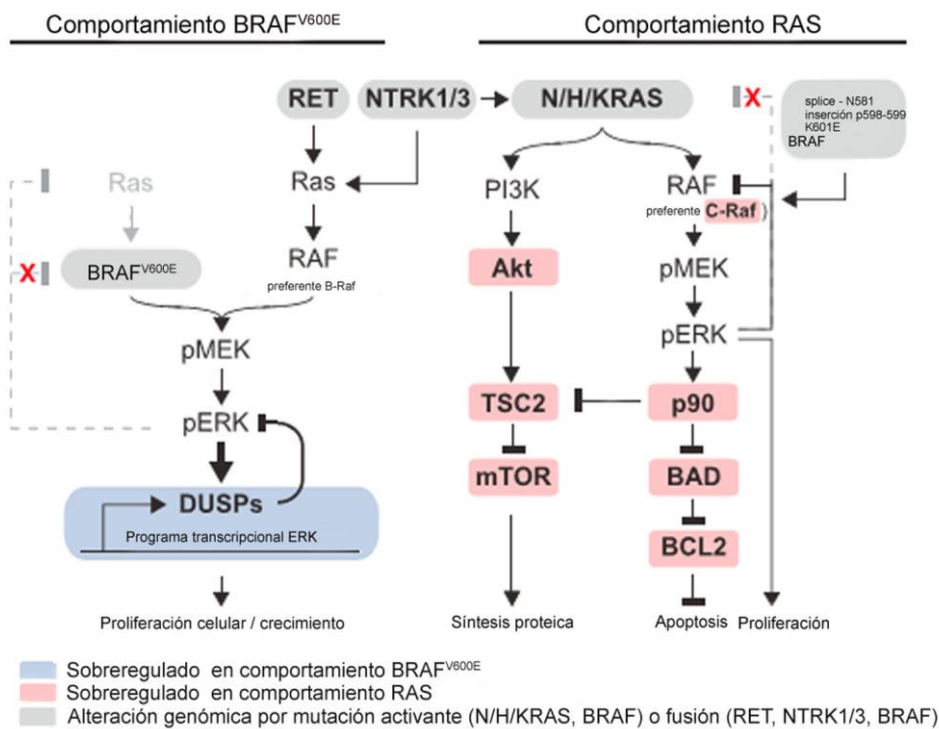 Comportamiento BRAFV600E
Comportamiento RAS
RET
NTRK1/3
N/H/KRAS
X
splice - N581
inserción p598-599
K601E
BRAF
Ras
Ras
PI3K
RAF
preferente C-Raf )
X
BRAFV600E
RAF
preferente B-Raf
Akt
pMEK
pMEK
pERK
pERK
TSC2
p90
DUSPs
Programa transcripcional ERK
mTOR
BAD
BCL2
Proliferación celular / crecimiento
Síntesis proteica
Apoptosis
Proliferación
Sobreregulado en comportamiento BRAFV600E
Sobreregulado en comportamiento RAS
Alteración genómica por mutación activante (N/H/KRAS, BRAF) o fusión (RET, NTRK1/3, BRAF)